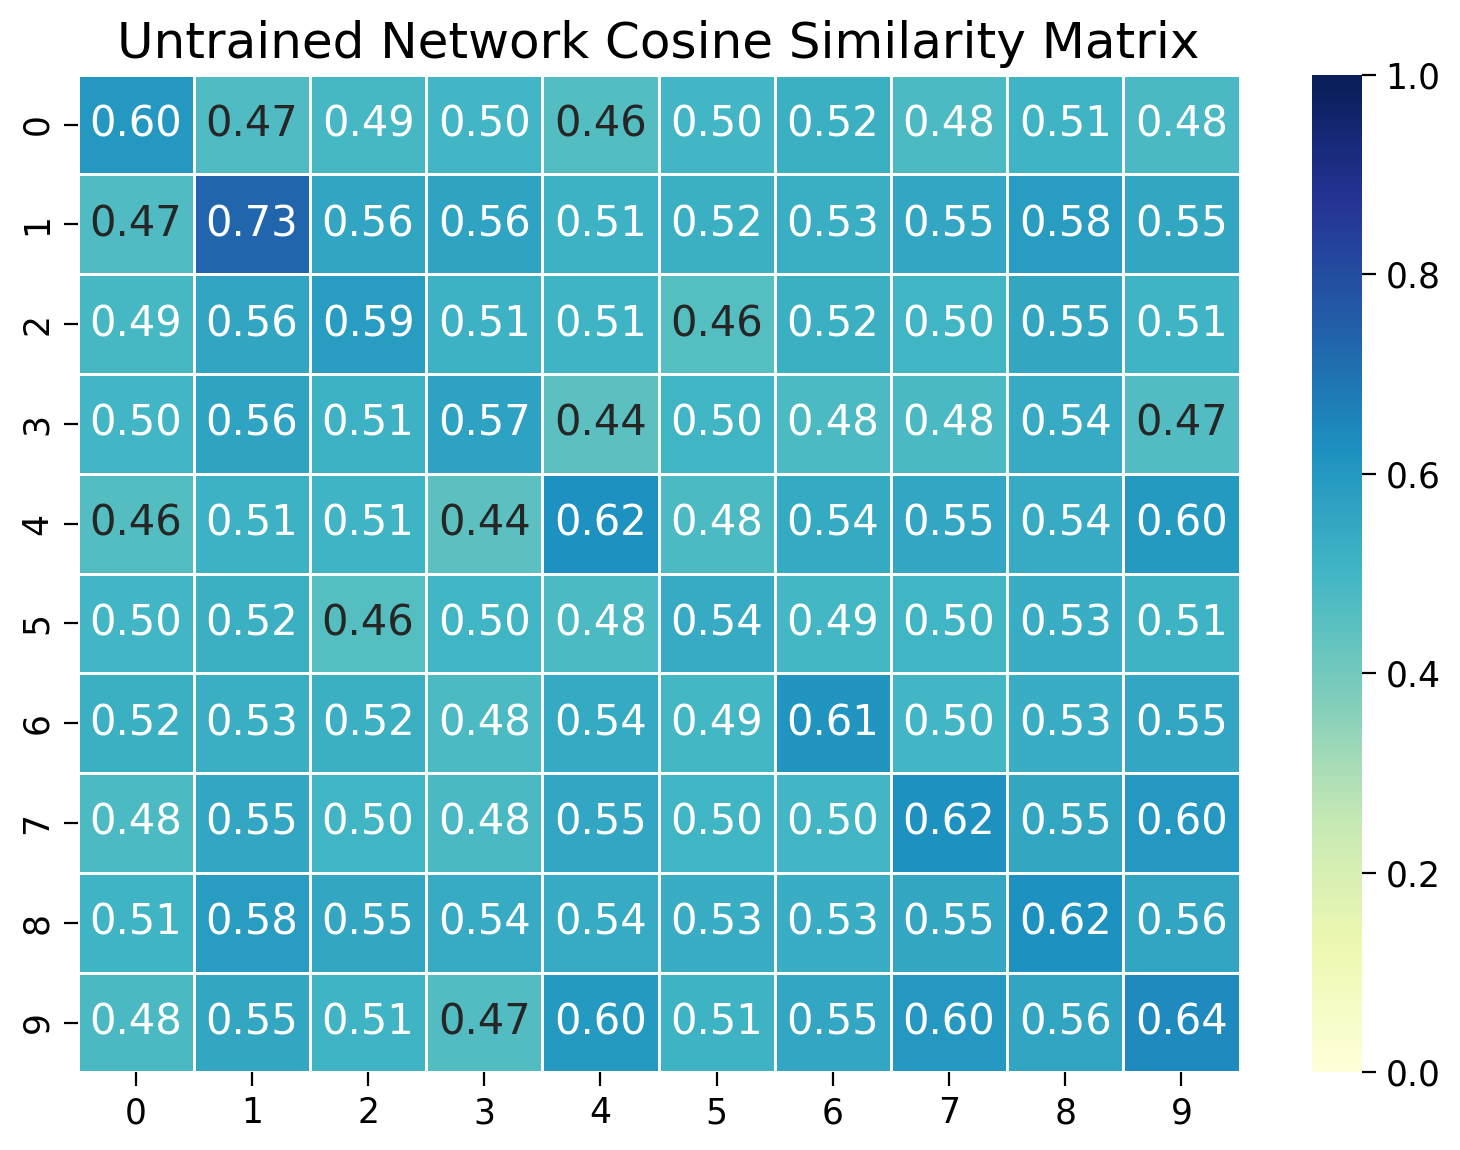 Untrained Network Cosine Similarity Matrix
0 0.60 0.47 0.49 0.50 0.46 0.50 0.52 0.48 0.51 0.48
1 0.47 0.73 0.56 0.56 0.51 0.52 0.53 0.55 0.58 0.55
2 0.49 0.56 0.59 0.51 0.51 0.46 0.52 0.50 0.55 0.51
3 0.50 0.56 0.51 0.57 0.44 0.50 0.48 0.48 0.54 0.47
4 0.46 0.51 0.51 0.44 0.62 0.48 0.54 0.55 0.54 0.60
5 0.50 0.52 0.46 0.50 0.48 0.54 0.49 0.50 0.53 0.51
6 0.52 0.53 0.52 0.48 0.54 0.49 0.61 0.50 0.53 0.55
7 0.48 0.55 0.50 0.48 0.55 0.50 0.50 0.62 0.55 0.60
8 0.51 0.58 0.55 0.54 0.54 0.53 0.53 0.55 0.62 0.56
9 0.48 0.55 0.51 0.47 0.60 0.51 0.55 0.60 0.56 0.64
0 1 2 3 4 5 6 7 8 9
1.0
0.8
0.6
0.4
0.2
0.0